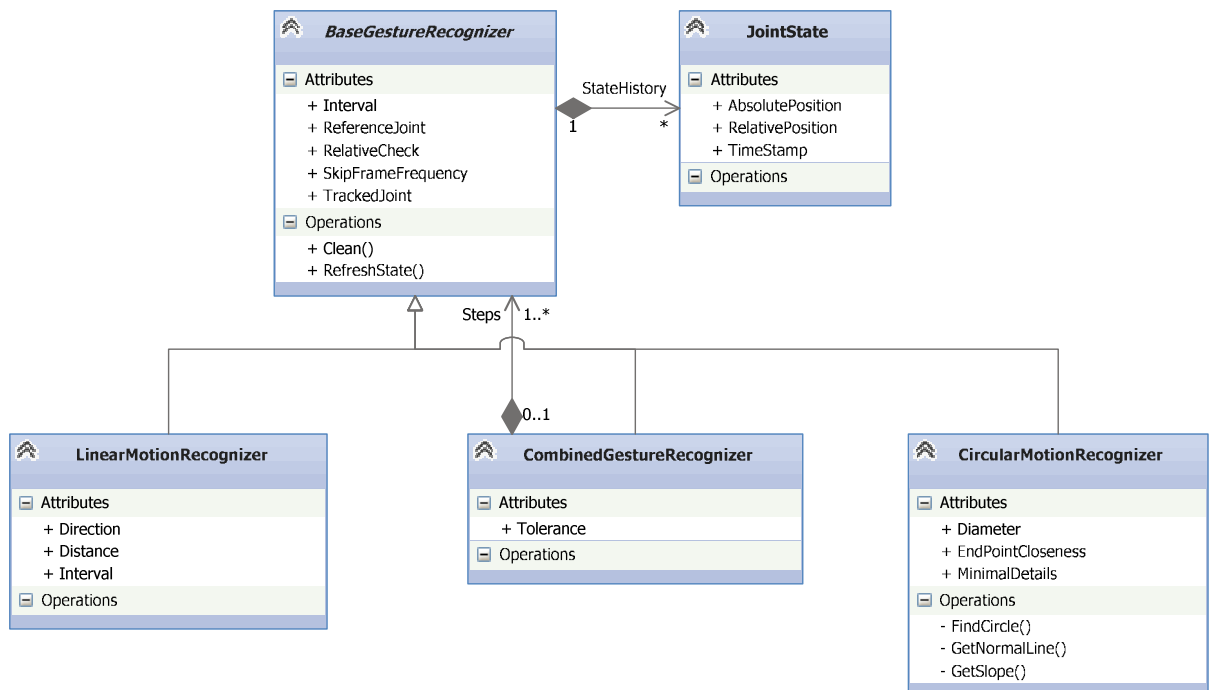 BaseGestureRecognizer
Attributes
+ Interval
+ ReferenceJoint
+ RelativeCheck
+ SkipFrameFrequency
+ TrackedJoint
Operations
+ Clean()
+ RefreshState()
StateHistory
1
*
JointState
Attributes
+ AbsolutePosition
+ RelativePosition
+ TimeStamp
Operations
Steps
1..*
0..1
LinearMotionRecognizer
Attributes
+ Direction
+ Distance
+ Interval
Operations
CombinedGestureRecognizer
Attributes
+ Tolerance
Operations
CircularMotionRecognizer
Attributes
+ Diameter
+ EndPointCloseness
+ MinimalDetails
Operations
- FindCircle()
- GetNormalLine()
- GetSlope()